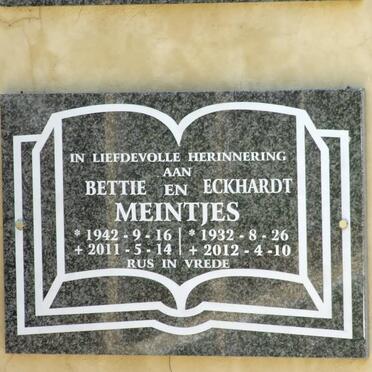 IN LIEFDEVOLLE HERINNERING
AAN
BETTIE EN ECKHARDT
MEINTJES
* 1942 - 9 - 16 | * 1932 - 8 - 26
+ 2011 - 5 - 14 | + 2012 - 4 - 10
RUS IN VREDE